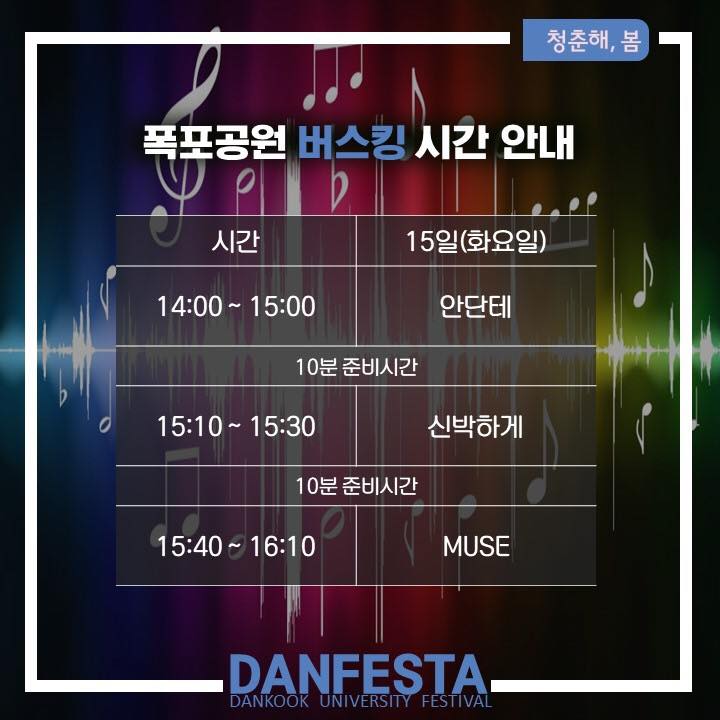 청춘해, 봄
폭포공원 버스킹 시간 안내
시간 15일(화요일)
14:00 ~ 15:00 안단테
10분 준비시간
15:10 ~ 15:30 신박하게
10분 준비시간
15:40 ~ 16:10 MUSE
DANFESTA
DANKOOK UNIVERSITY FESTIVAL